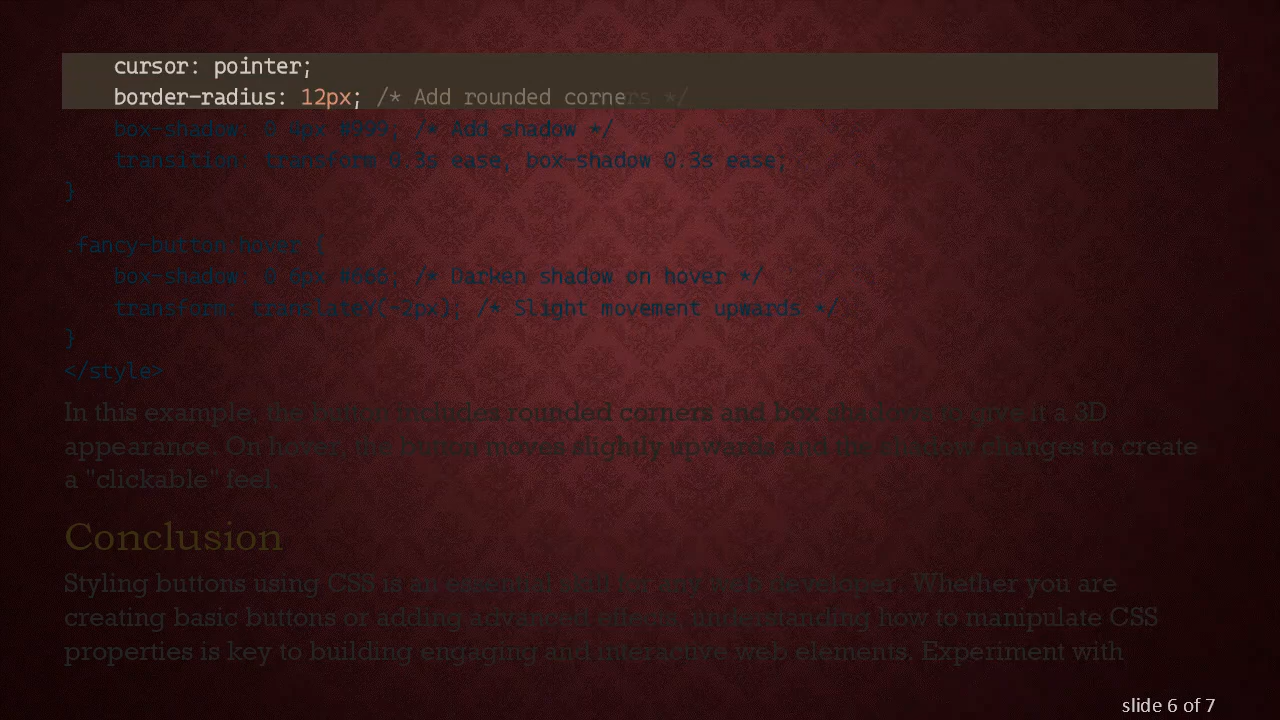 cursor: pointer;
border-radius: 12px; /* Add rounded corners */
box-shadow: 0 4px #999; /* Add shadow */
transition: transform 0.3s ease, box-shadow 0.3s ease;
}
.fancy-button:hover {
box-shadow: 0 6px #666; /* Darken shadow on hover */
transform: translateY(-2px); /* Slight movement upwards */
}
</style>
In this example, the button includes rounded corners and box shadows to give it a 3D
appearance. On hover, the button moves slightly upwards and the shadow changes to create
a "clickable" feel.
Conclusion
Styling buttons using CSS is an essential skill for any web developer. Whether you are
creating basic buttons or adding advanced effects, understanding how to manipulate CSS
properties is key to building engaging and interactive web elements. Experiment with
slide 6 of 7